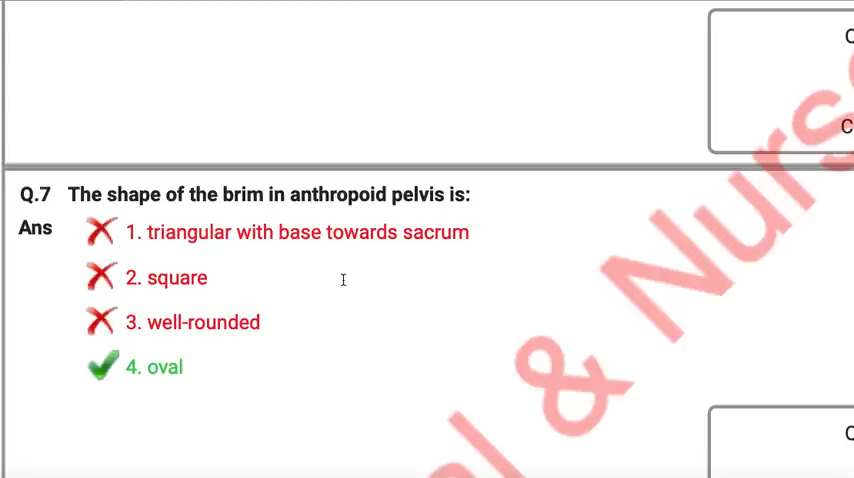 Q
C
Q.7 The shape of the brim in anthropoid pelvis is:
Ans 1. triangular with base towards sacrum
2. square
3. well-rounded
4. oval
l & Nurs
Q